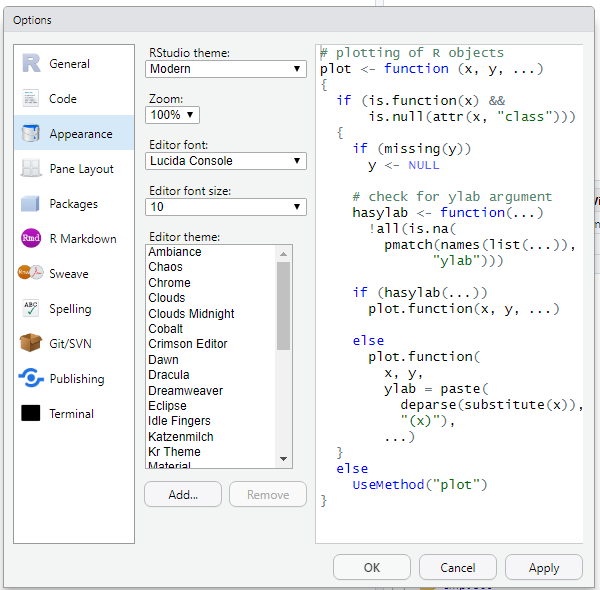 Options
General
Code
Appearance
Pane Layout
Packages
R Markdown
Sweave
Spelling
Git/SVN
Publishing
Terminal
RStudio theme:
Modern
Zoom:
100%
Editor font:
Lucida Console
Editor font size:
10
Editor theme:
Ambiance
Chaos
Chrome
Clouds
Clouds Midnight
Cobalt
Crimson Editor
Dawn
Dracula
Dreamweaver
Eclipse
Idle Fingers
Katzenmilch
Kr Theme
Material
Add...
Remove
# plotting of R objects
plot <- function (x, y, ...)
{
  if (is.function(x) &&
      is.null(attr(x, "class")))
  {
    if (missing(y))
      y <- NULL
    # check for ylab argument
    hasylab <- function(...)
      !all(is.na(
        pmatch(names(list(...)),
              "ylab")))
    if (hasylab(...))
      plot.function(x, y, ...)
    else
      plot.function(
        x, y,
        ylab = paste(
          deparse(substitute(x)),
          "(x)"),
        ...)
  }
  else
    UseMethod("plot")
}
OK
Cancel
Apply